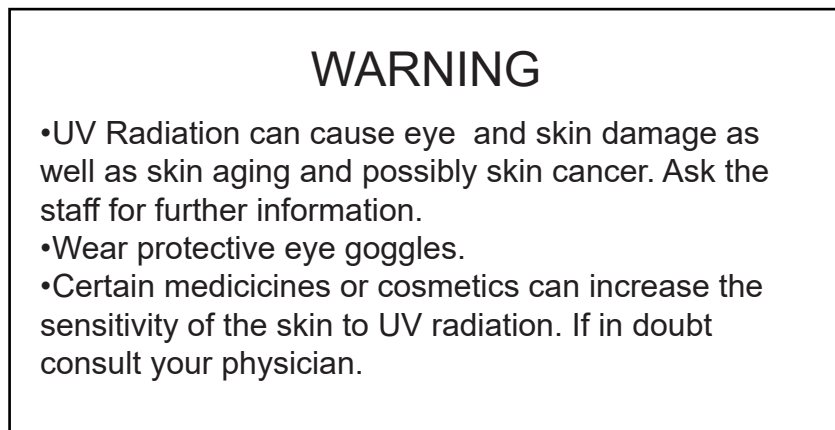 WARNING
•UV Radiation can cause eye  and skin damage as
well as skin aging and possibly skin cancer. Ask the
staff for further information.
•Wear protective eye goggles.
•Certain medicicines or cosmetics can increase the
sensitivity of the skin to UV radiation. If in doubt
consult your physician.